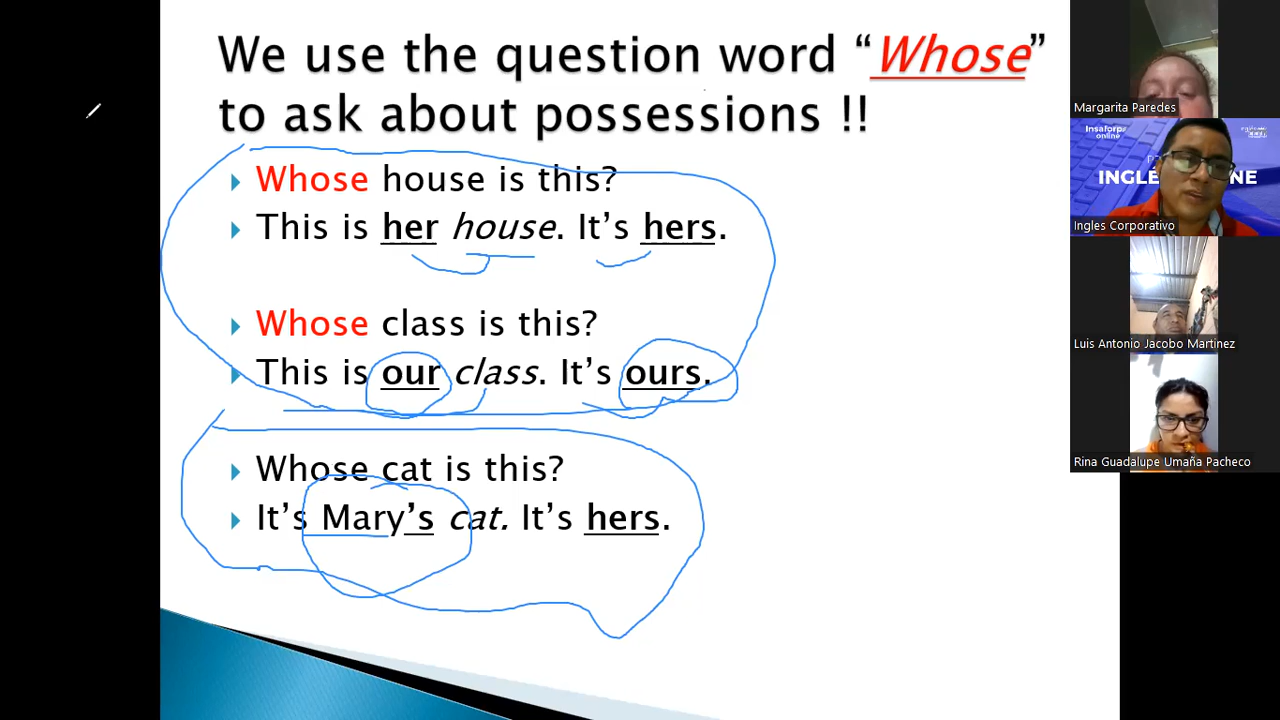 We use the question word “Whose”
to ask about possessions !!
Whose house is this?
This is her house. It’s hers.
Whose class is this?
This is our class. It’s ours.
Whose cat is this?
It’s Mary’s cat. It’s hers.
Margarita Paredes
Insaforp
online
INGLÉ
NE
Ingles Corporativo
Luis Antonio Jacobo Martinez
Rina Guadalupe Umaña Pacheco